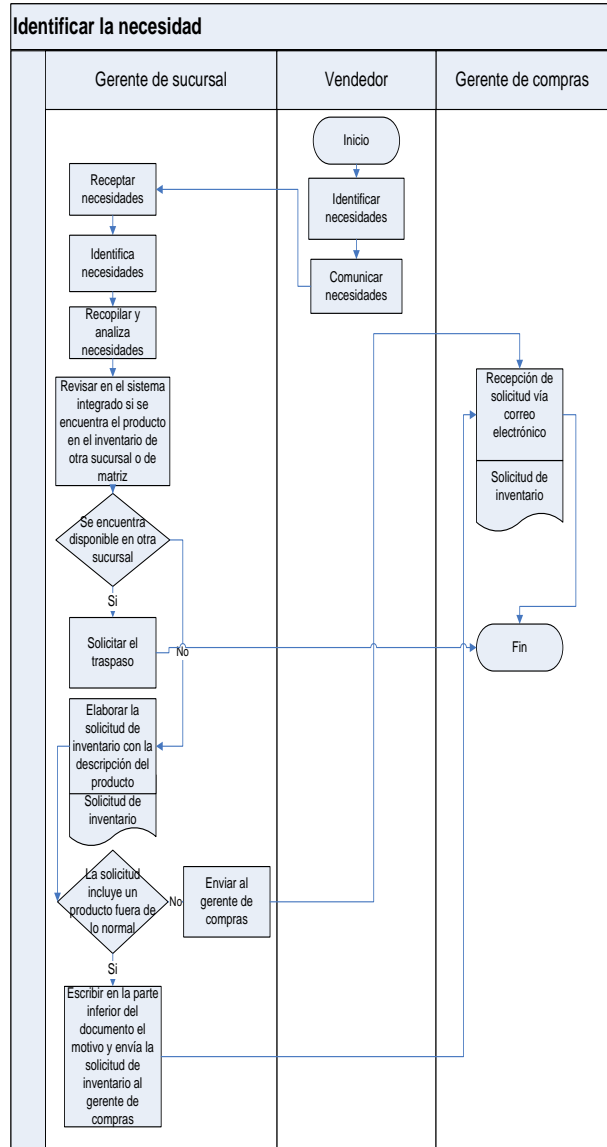 Identificar la necesidad
Gerente de sucursal
Vendedor
Gerente de compras
Inicio
Identificar
necesidades
Comunicar
necesidades
Receptar
necesidades
Identifica
necesidades
Recopilar y
analiza
necesidades
Revisar en el sistema
integrado si se
encuentra el producto
en el inventario de
otra sucursal o de
matriz
Se encuentra
disponible en otra
sucursal
Si
No
Solicitar el
traspaso
Elaborar la
solicitud de
inventario con la
descripción del
producto
Solicitud de
inventario
La solicitud
incluye un
producto fuera de
lo normal
No
Enviar al
gerente de
compras
Si
Escribir en la parte
inferior del
documento el
motivo y envía la
solicitud de
inventario al
gerente de
compras
Recepción de
solicitud vía
correo
electrónico
Solicitud de
inventario
Fin